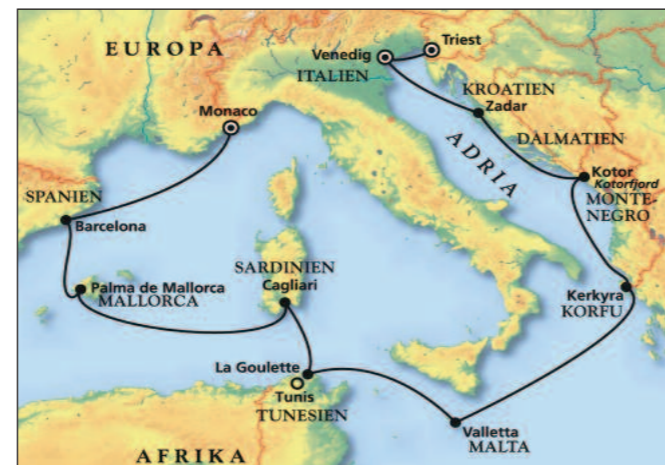 EUROPA
Venedig
Triest
ITALIEN
KROATIEN
Zadar
Monaco
DALMATIEN
ADRIA
Kotor
Kotorfjord
MONTE-
NEGRO
SPANIEN
Barcelona
SARDINIEN
Cagliari
Palma de Mallorca
MALLORCA
Kerkyra
KORFU
La Goulette
Tunis
TUNESIEN
Valletta
MALTA
AFRIKA